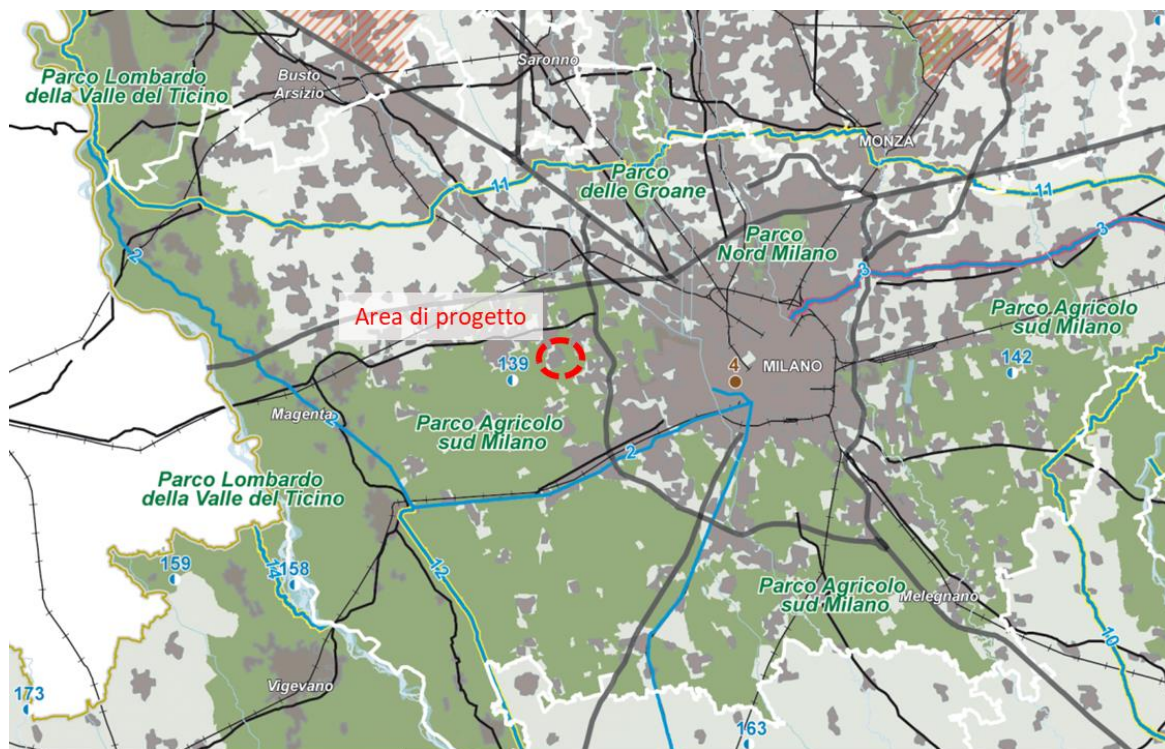 Parco Lombardo
della Valle del Ticino
Busto
Arsizio
Saronno
MONZA
11
Parco
delle Groane
11
Parco
Nord Milano
3
3
2
Area di progetto
Parco Agricolo
sud Milano
139
4
MILANO
142
Magenta
2
Parco Agricolo
sud Milano
2
Parco Lombardo
della Valle del Ticino
159
14
158
12
Parco Agricolo
sud Milano
Melegnano
10
Vigevano
173
163